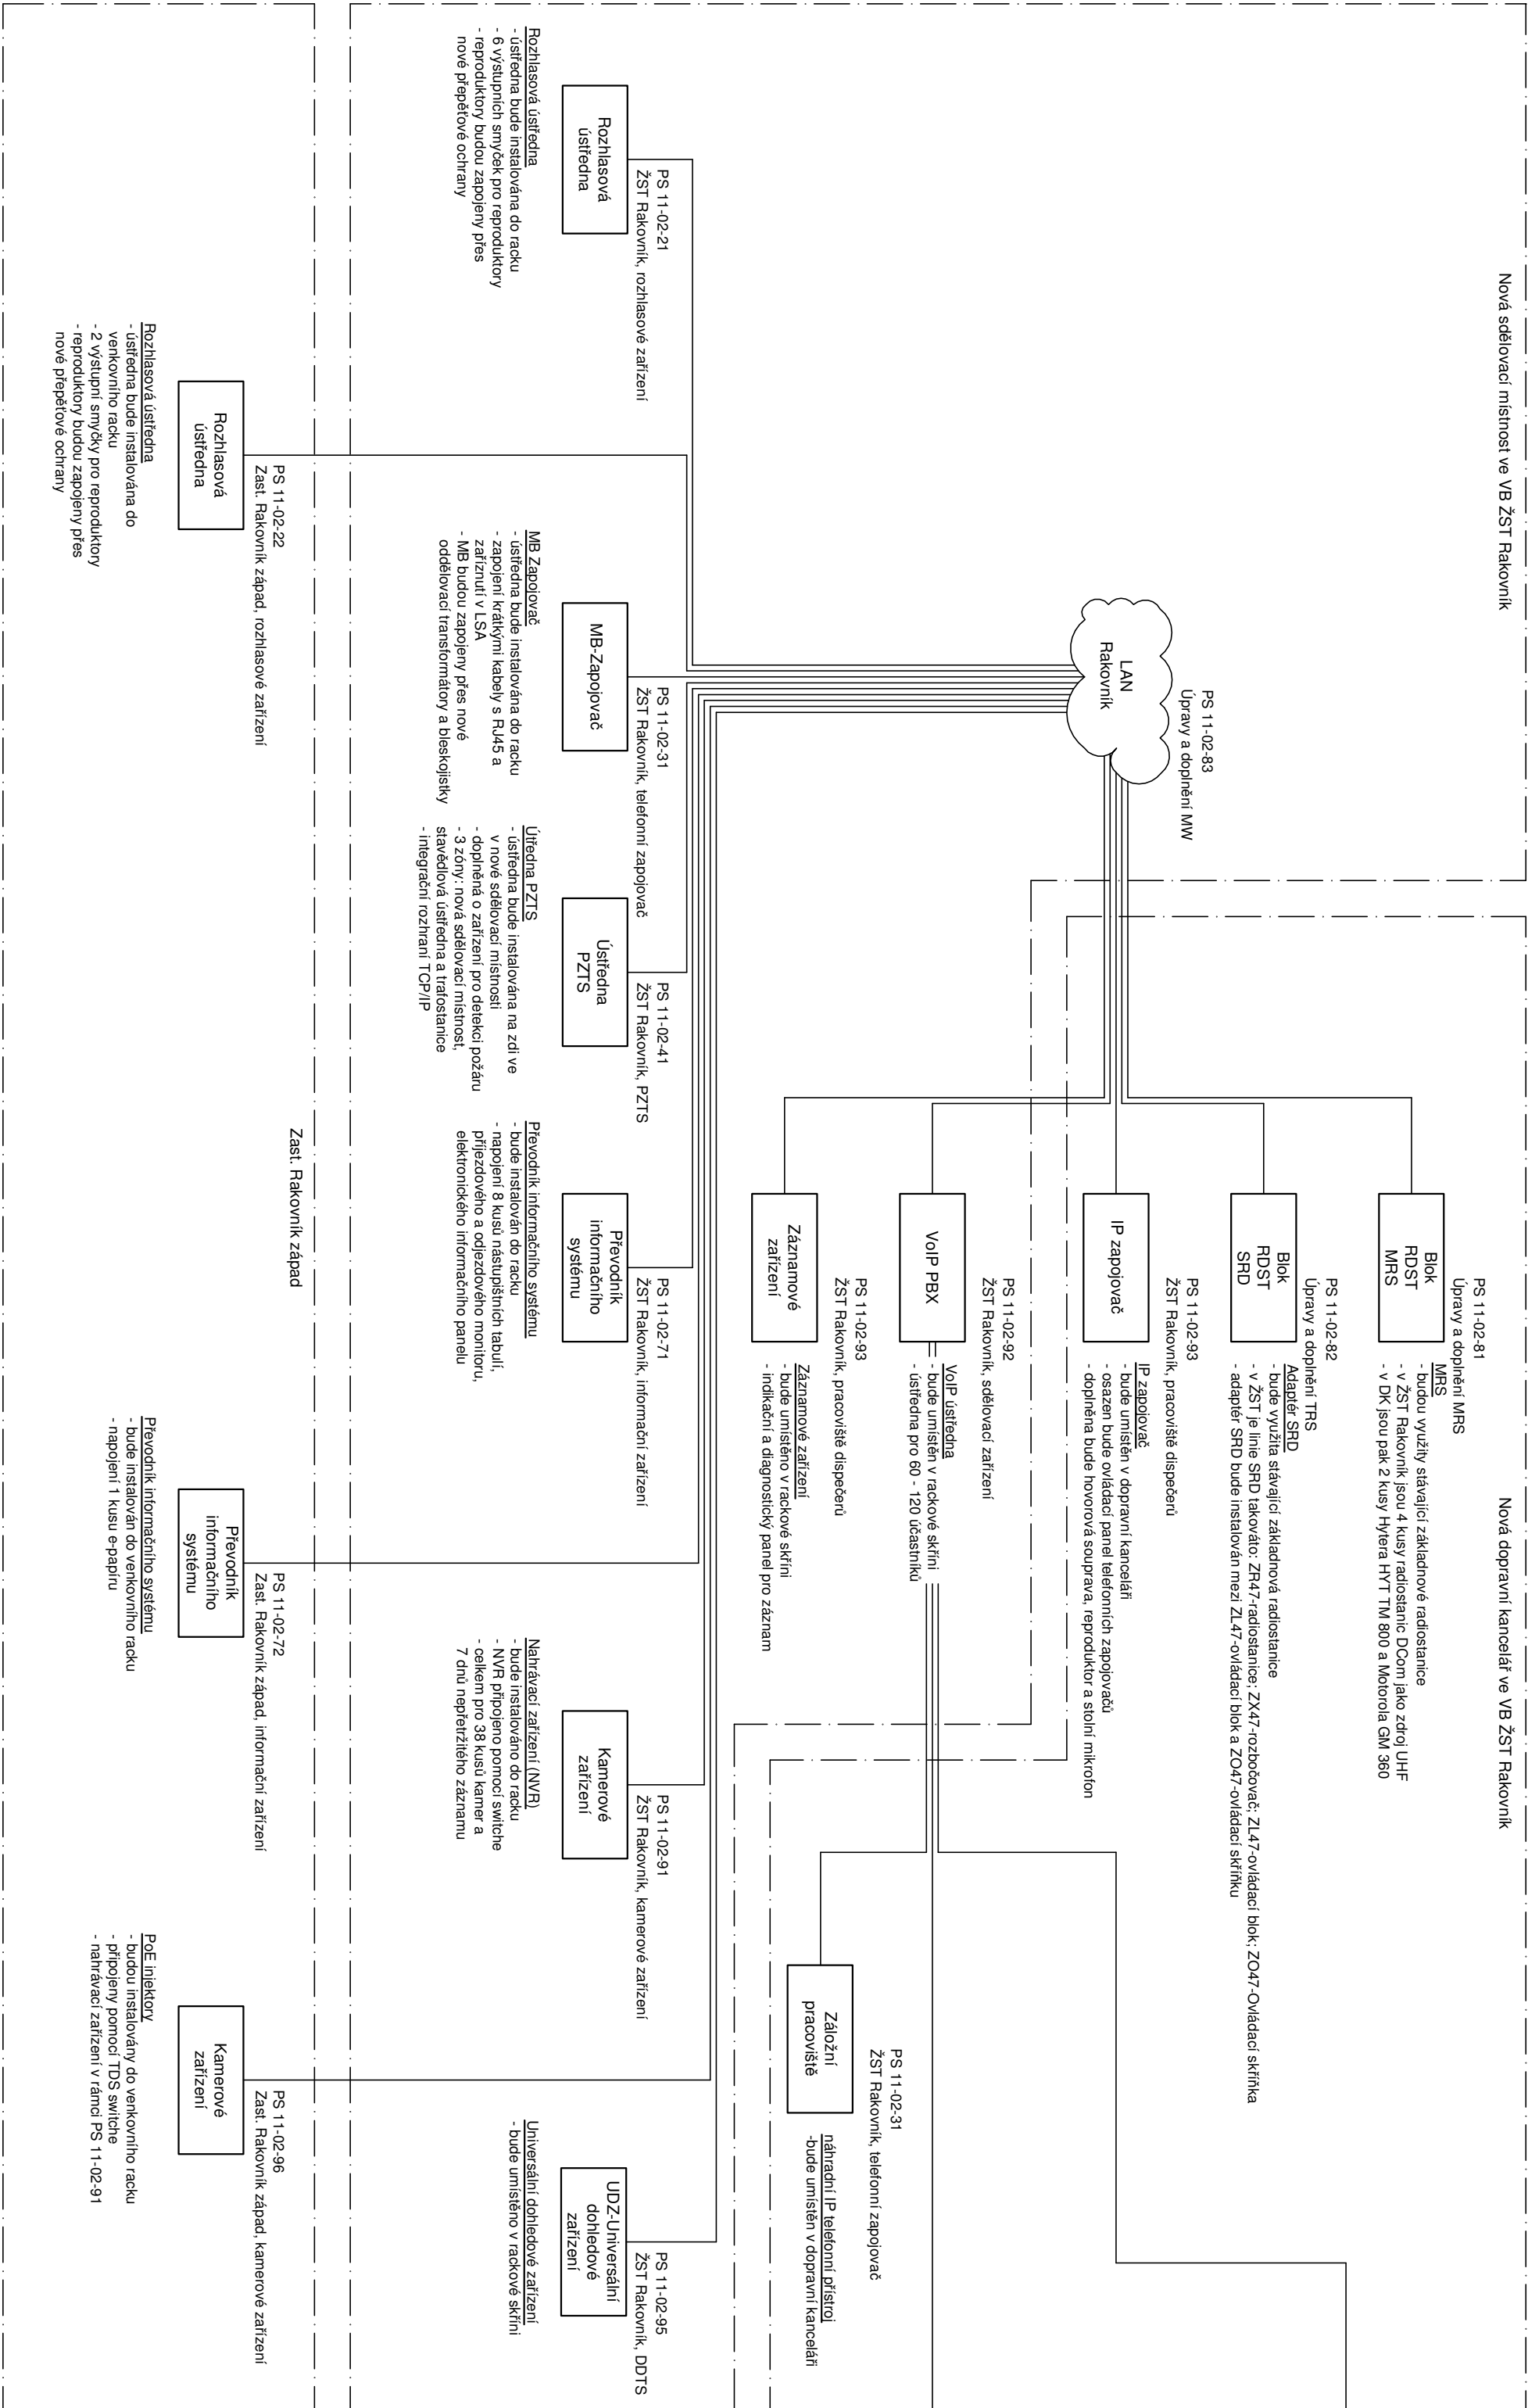 Nová sdělovací místnost ve VB ŽST Rakovník
Nová dopravní kancelář ve VB ŽST Rakovník
PS 11-02-83
Úpravy a doplnění MW
LAN
Rakovník
PS 11-02-81
Úpravy a doplnění MRS
Blok
RDST
MRS
MRS
- budou využity stávající základnové radiostanice
- v ŽST Rakovník jsou 4 kusy radiostanic DCom jako zdroj UHF
- v DK jsou pak 2 kusy Hytera HYT TM 800 a Motorola GM 360
PS 11-02-82
Úpravy a doplnění TRS
Blok
RDST
SRD
Adaptér SRD
- bude využita stávající základnová radiostanice
- v ŽST je linie SRD takováto: ZR47-radiostanice; ZX47-rozbočovač; ZL47-ovládací blok; ZO47-Ovládací skříňka
- adaptér SRD bude instalován mezi ZL47-ovládací blok a ZO47-ovládací skříňku
PS 11-02-93
ŽST Rakovník, pracoviště dispečerů
IP zapojovač
IP zapojovač
- bude umístěn v dopravní kanceláři
- osazen bude ovládací panel telefonních zapojovačů
- doplněna bude hovorová souprava, reproduktor a stolní mikrofon
PS 11-02-92
ŽST Rakovník, sdělovací zařízení
VoIP PBX
VoIP ústředna
- bude umístěn v rackové skříni
- ústředna pro 60 - 120 účastníků
PS 11-02-93
ŽST Rakovník, pracoviště dispečerů
Záznamové
zařízení
Záznamové zařízení
- bude umístěno v rackové skříni
- indikační a diagnostický panel pro záznam
PS 11-02-31
ŽST Rakovník, telefonní zapojovač
Záložní
pracoviště
náhradní IP telefonní přístroj
-bude umístěn v dopravní kanceláři
PS 11-02-21
ŽST Rakovník, rozhlasové zařízení
Rozhlasová
ústředna
Rozhlasová ústředna
- ústředna bude instalována do racku
- 6 výstupních smyček pro reproduktory
- reproduktory budou zapojeny přes
nové přepěťové ochrany
PS 11-02-31
ŽST Rakovník, telefonní zapojovač
MB-Zapojovač
MB Zapojovač
- ústředna bude instalována do racku
- zapojení krátkými kabely s RJ45 a
zaříznutí v LSA
- MB budou zapojeny přes nové
oddělovací transformátory a bleskojistky
PS 11-02-41
ŽST Rakovník, PZTS
Ústředna
PZTS
Útředna PZTS
- ústředna bude instalována na zdi ve
v nové sdělovací místnosti
- doplněná o zařízení pro detekci požáru
- 3 zóny: nová sdělovací místnost,
stavědlová ústředna a trafostanice
- integrační rozhraní TCP/IP
PS 11-02-71
ŽST Rakovník, informační zařízení
Převodník
informačního
systému
Převodník informačního systému
- bude instalován do racku
- napojení 8 kusů nástupištních tabulí,
příjezdového a odjezdového monitoru,
elektronického informačního panelu
PS 11-02-91
ŽST Rakovník, kamerové zařízení
Kamerové
zařízení
Nahrávací zařízení (NVR)
- bude instalováno do racku
- NVR připojeno pomocí switche
- celkem pro 38 kusů kamer a
7 dnů nepřetržitého záznamu
PS 11-02-95
ŽST Rakovník, DDTS
UDZ-Universální
dohledové
zařízení
Universální dohledové zařízení
- bude umístěno v rackové skříni
Zast. Rakovník západ
PS 11-02-22
Zast. Rakovník západ, rozhlasové zařízení
Rozhlasová
ústředna
Rozhlasová ústředna
- ústředna bude instalována do
venkovního racku
- 2 výstupní smyčky pro reproduktory
- reproduktory budou zapojeny přes
nové přepěťové ochrany
PS 11-02-72
Zast. Rakovník západ, informační zařízení
Převodník
informačního
systému
Převodník informačního systému
- bude instalován do venkovního racku
- napojení 1 kusu e-papíru
PS 11-02-96
Zast. Rakovník západ, kamerové zařízení
Kamerové
zařízení
PoE injektory
- budou instalovány do venkovního racku
- připojeny pomocí TDS switche
- nahrávací zařízení v rámci PS 11-02-91